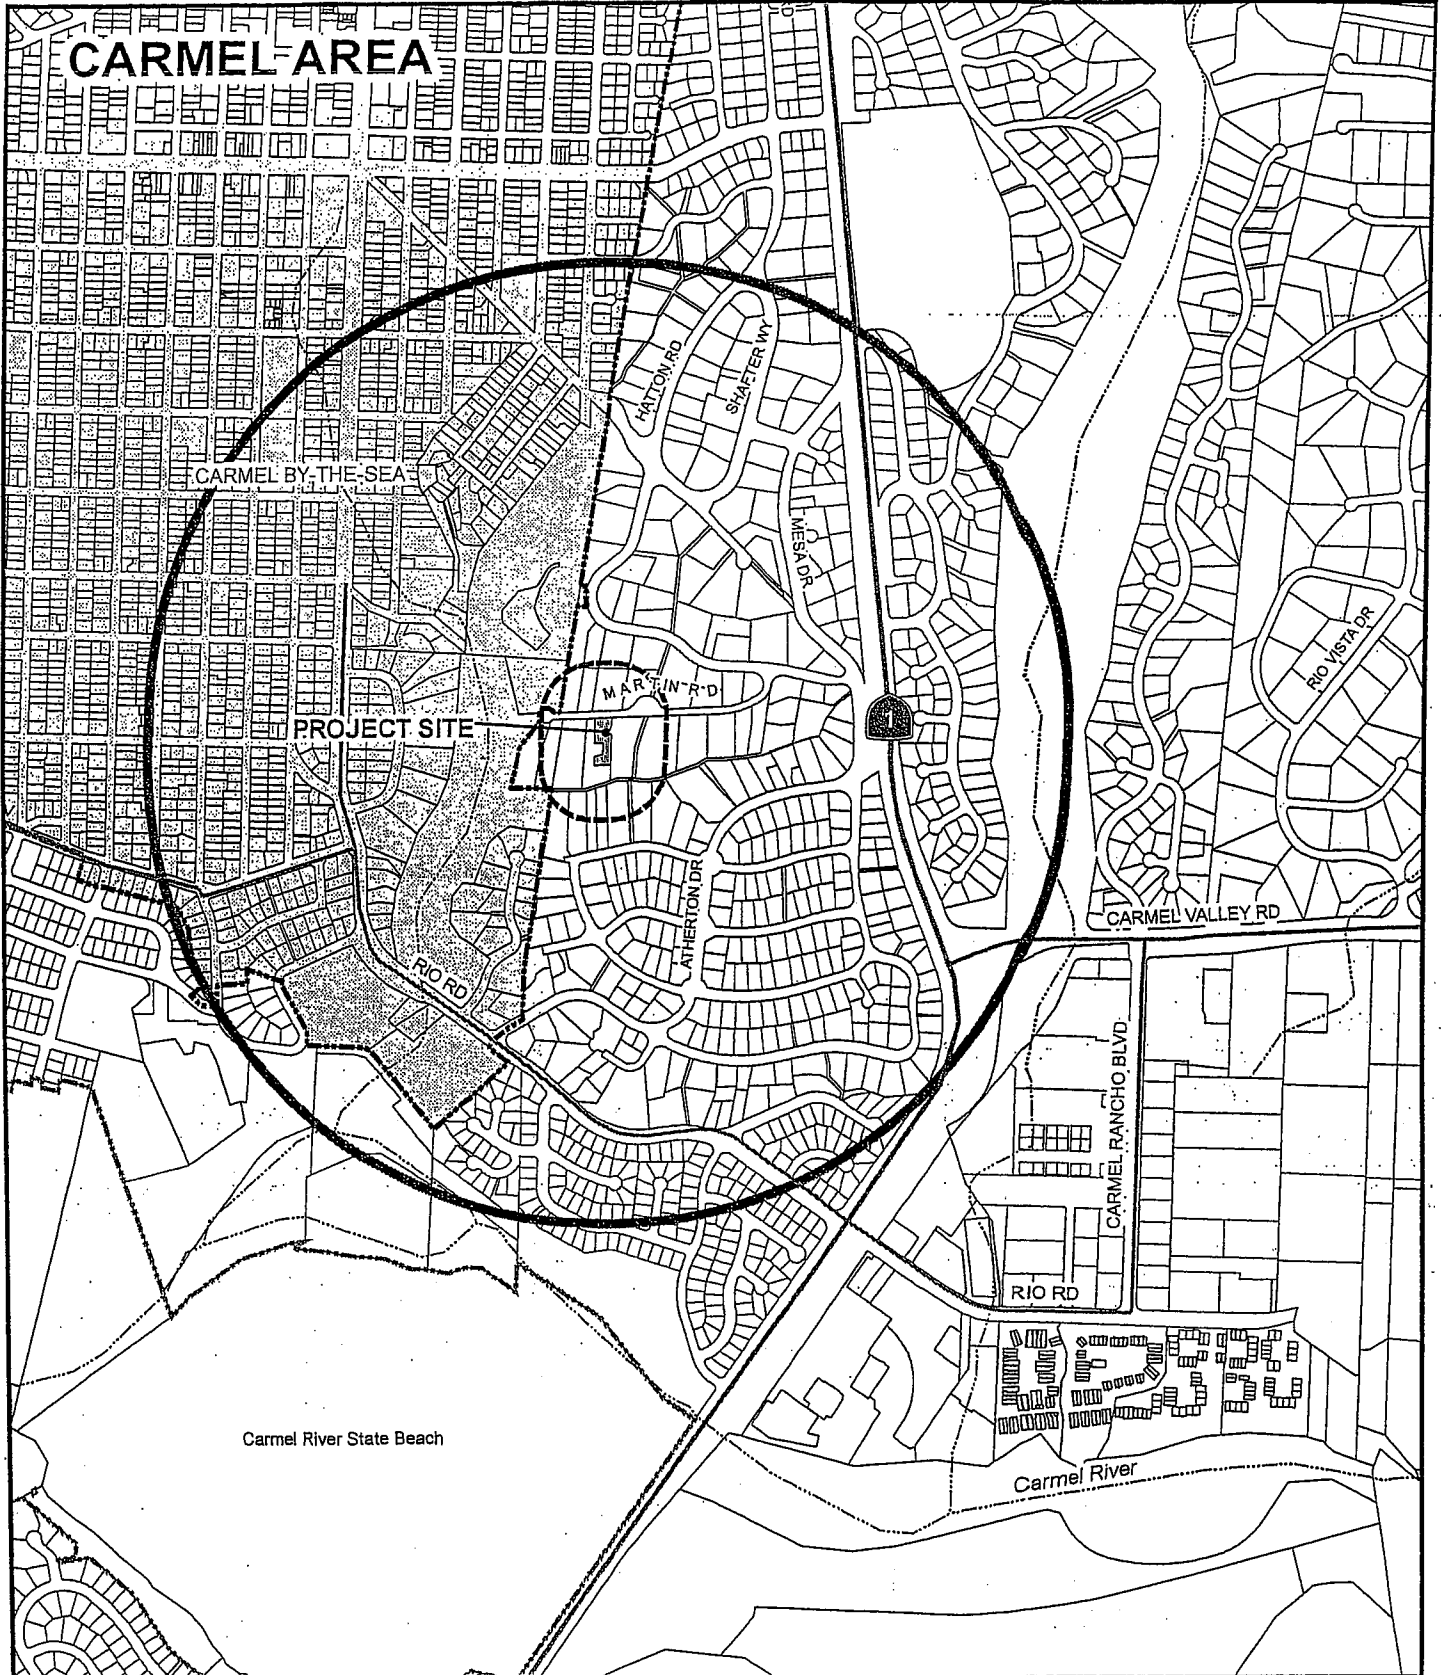 CARMEL AREA
HATTON RD
SHAFTER WY
CARMEL BY-THE-SEA
MESA DR
MARTIN RD
RIO VISTA DR
PROJECT SITE
1
ATHERTON DR
CARMEL VALLEY RD
RIO RD
CARMEL RANCHO BLVD
RIO RD
Carmel River State Beach
Carmel River